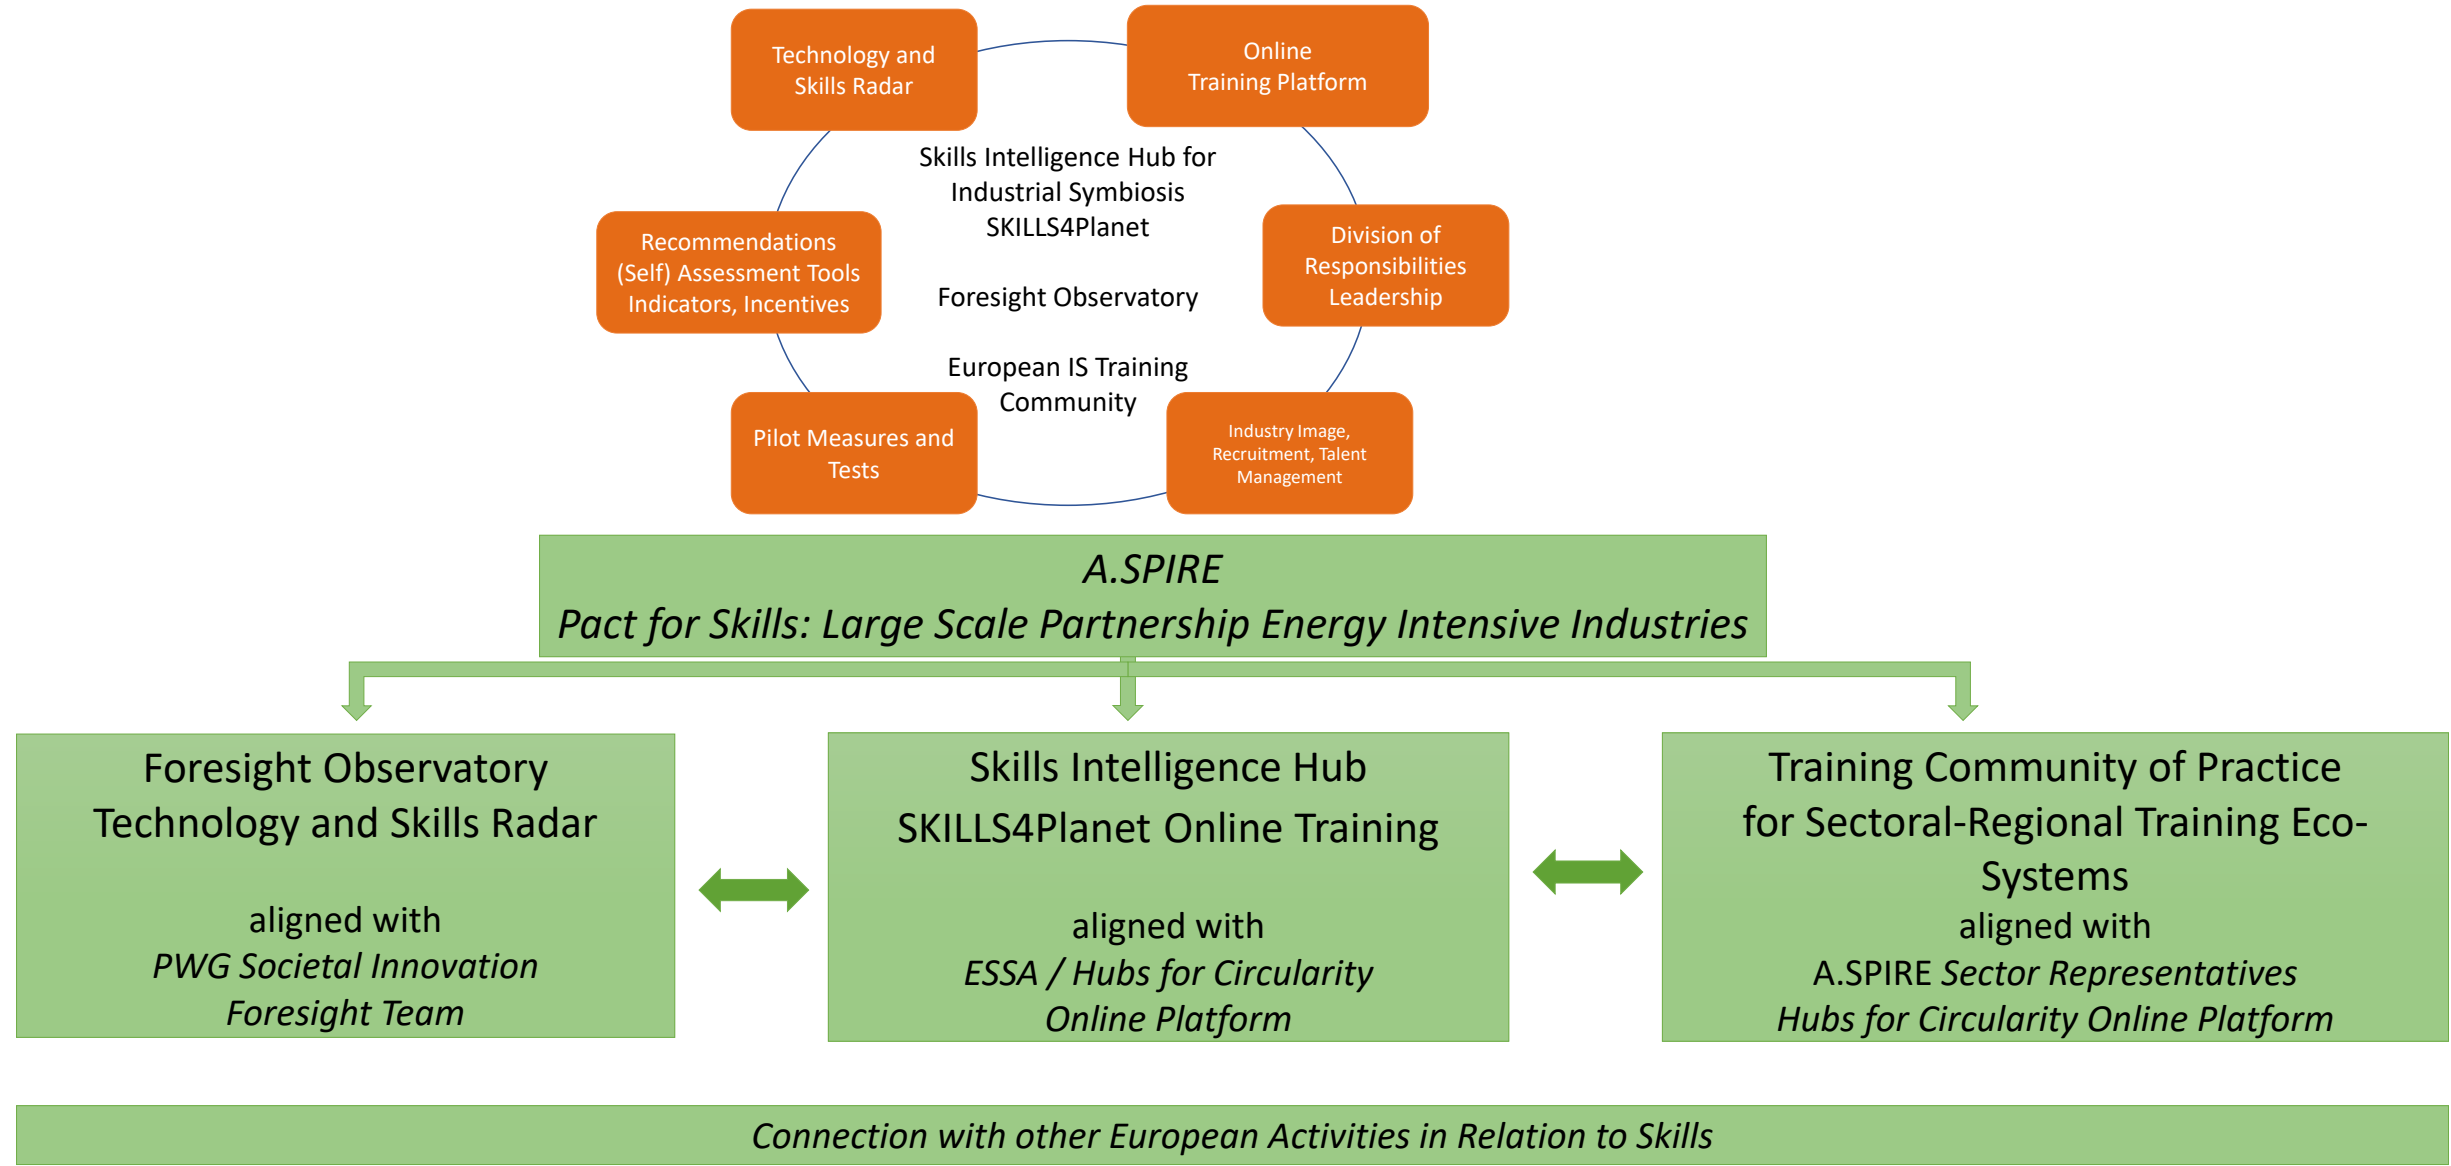 Technology and
Skills Radar
Online
Training Platform
Skills Intelligence Hub for
Industrial Symbiosis
SKILLS4Planet
Foresight Observatory
European IS Training
Community
Recommendations
(Self) Assessment Tools
Indicators, Incentives
Division of
Responsibilities
Leadership
Pilot Measures and
Tests
Industry Image,
Recruitment, Talent
Management
A.SPIRE
Pact for Skills: Large Scale Partnership Energy Intensive Industries
Foresight Observatory
Technology and Skills Radar
aligned with
PWG Societal Innovation
Foresight Team
Skills Intelligence Hub
SKILLS4Planet Online Training
aligned with
ESSA / Hubs for Circularity
Online Platform
Training Community of Practice
for Sectoral-Regional Training Eco-
Systems
aligned with
A.SPIRE Sector Representatives
Hubs for Circularity Online Platform
Connection with other European Activities in Relation to Skills